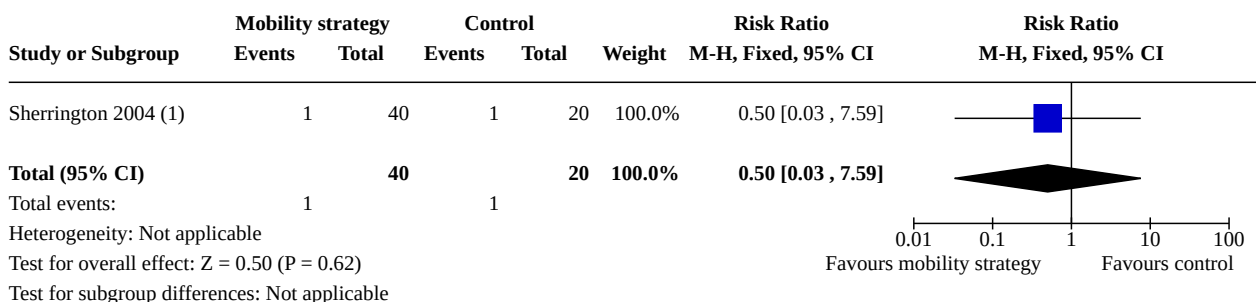 Mobility strategy Control Risk Ratio Risk Ratio
Study or Subgroup Events Total Events Total Weight M-H, Fixed, 95% CI M-H, Fixed, 95% CI
Sherrington 2004 (1) 1 40 1 20 100.0% 0.50 [0.03 , 7.59]
Total (95% CI) 40 20 100.0% 0.50 [0.03 , 7.59]
Total events: 1 1
Heterogeneity: Not applicable
0.01 0.1 1 10 100
Test for overall effect: Z = 0.50 (P = 0.62)
Favours mobility strategy Favours control
Test for subgroup differences: Not applicable